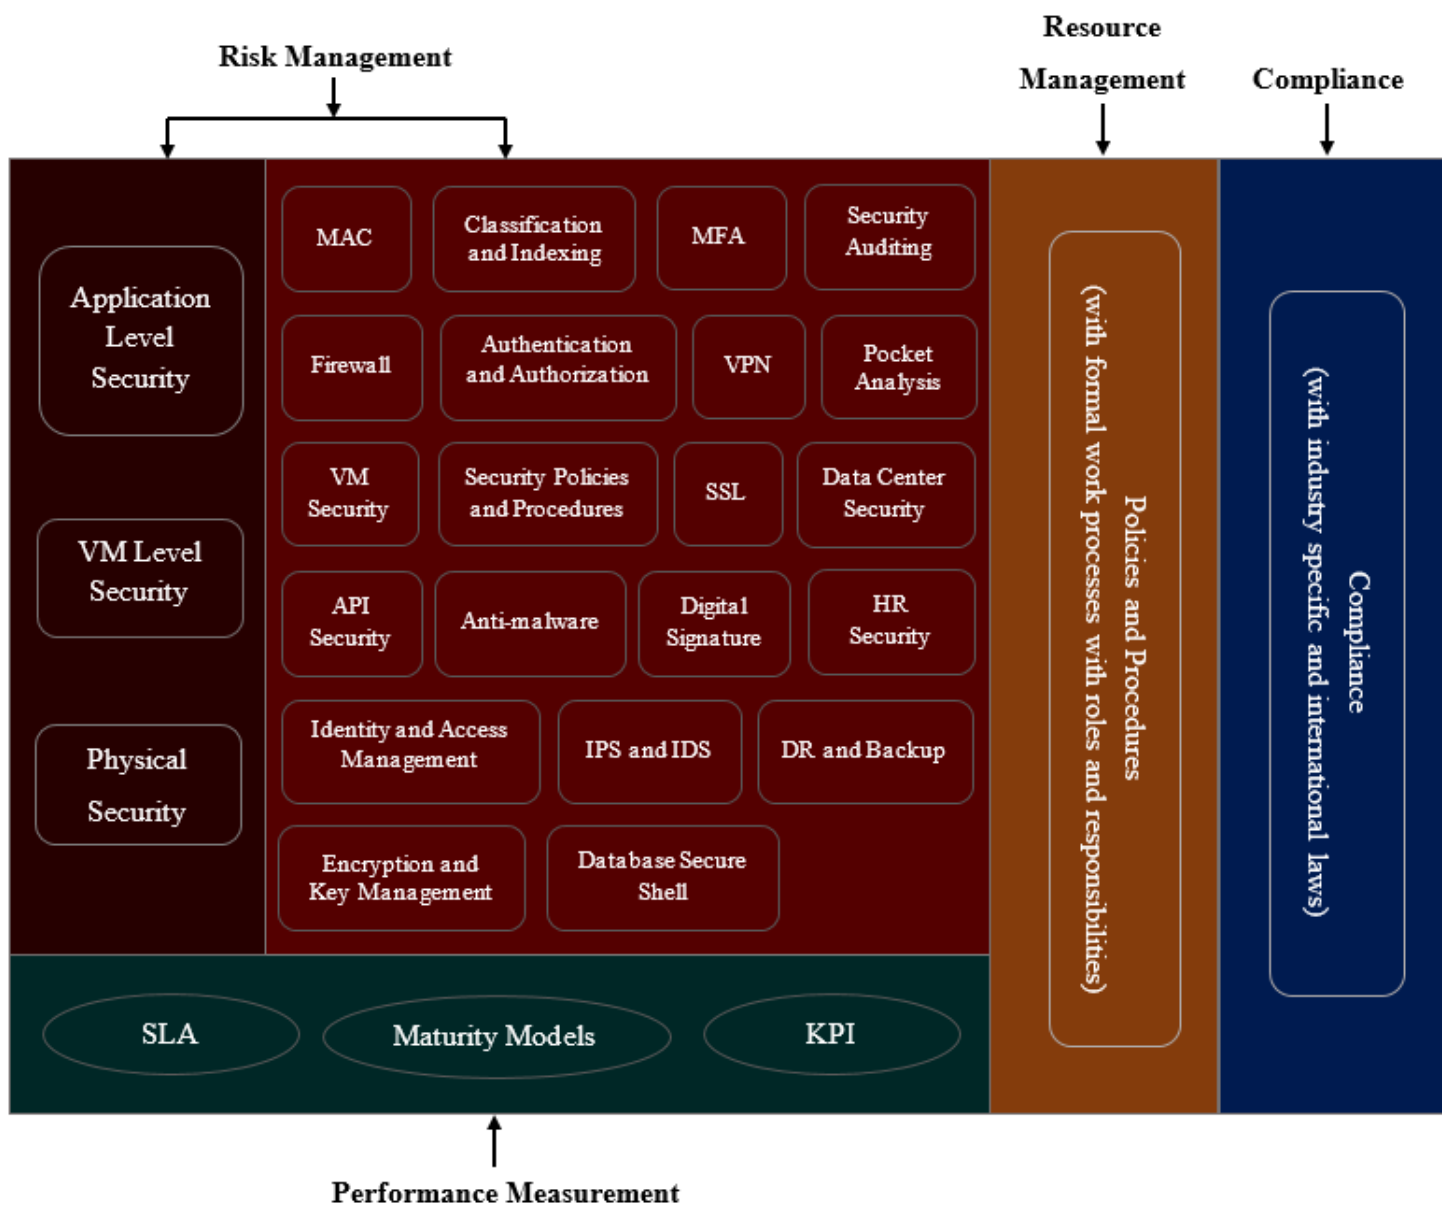 Risk Management
Resource
Management
Compliance
Application
Level
Security
VM Level
Security
Physical
Security
MAC
Classification
and Indexing
MFA
Security
Auditing
Firewall
Authentication
and Authorization
VPN
Pocket
Analysis
VM
Security
Security Policies
and Procedures
SSL
Data Center
Security
API
Security
Anti-malware
Digital
Signature
HR
Security
Identity and Access
Management
IPS and IDS
DR and Backup
Encryption and
Key Management
Database Secure
Shell
Policies and Procedures
(with formal work processes with roles and responsibilities)
Compliance
(with industry specific and international laws)
SLA
Maturity Models
KPI
Performance Measurement